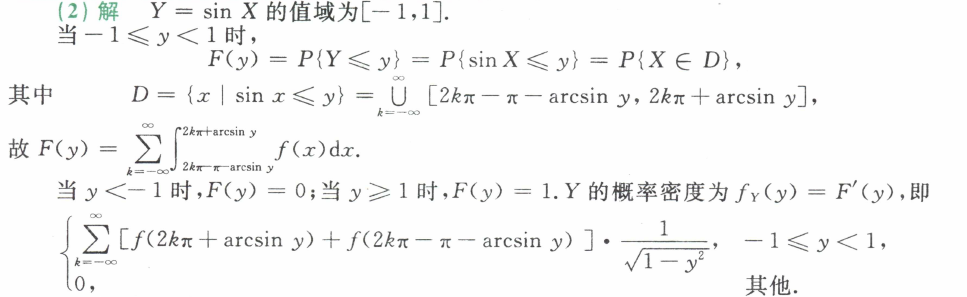 (2) 解 Y = sin X 的值域为[-1,1].
当-1≤y<1时,
F(y) = P{Y≤y} = P{sin X≤y} = P{X∈D},
其中 D = {x | sin x≤y} = ∪_{k=-∞}^{∞} [2kπ-π-arcsin y, 2kπ+arcsin y],
故 F(y) = ∑_{k=-∞}^{∞} ∫_{2kπ-π-arcsin y}^{2kπ+arcsin y} f(x)dx.
当 y<-1 时,F(y) = 0;当 y≥1 时,F(y) = 1. Y 的概率密度为 f_Y(y) = F′(y),即
{ ∑_{k=-∞}^{∞} [f(2kπ+arcsin y)+f(2kπ-π-arcsin y)]·1/√(1-y²), -1≤y<1,
0, 其他.